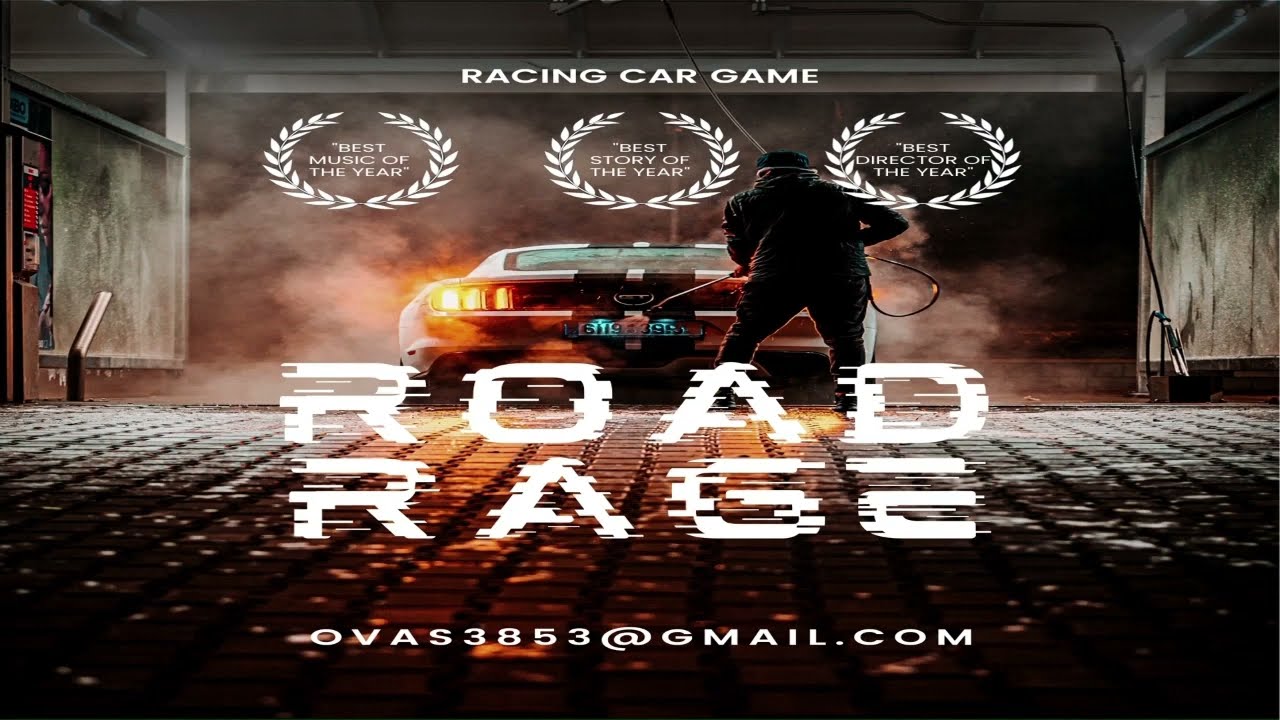 RACING CAR GAME
"BEST
MUSIC OF
THE YEAR"
"BEST
STORY OF
THE YEAR"
"BEST
DIRECTOR OF
THE YEAR"
ROAD
RAGE
OVAS3853@GMAIL.COM